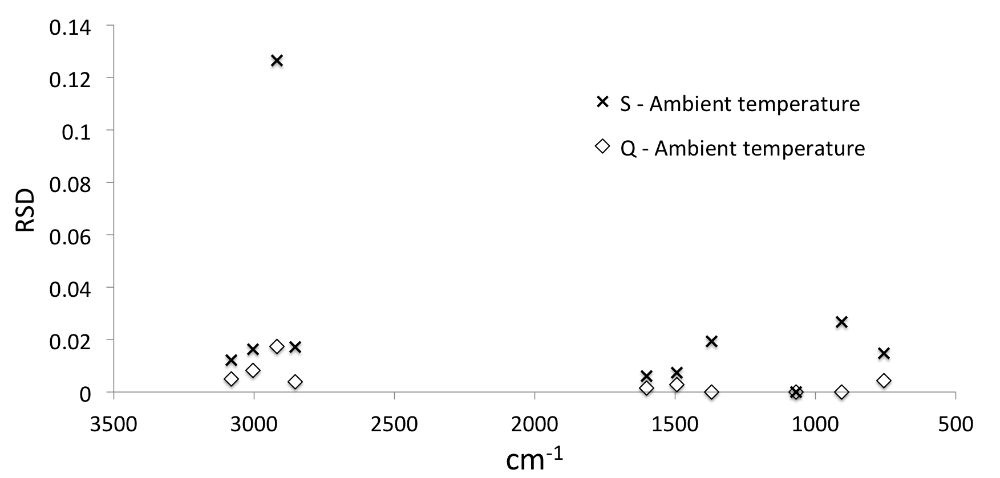 0.14
0.12
0.1
0.08
0.06
0.04
0.02
0
RSD
S - Ambient temperature
Q - Ambient temperature
3500 3000 2500 2000 1500 1000 500
cm-1